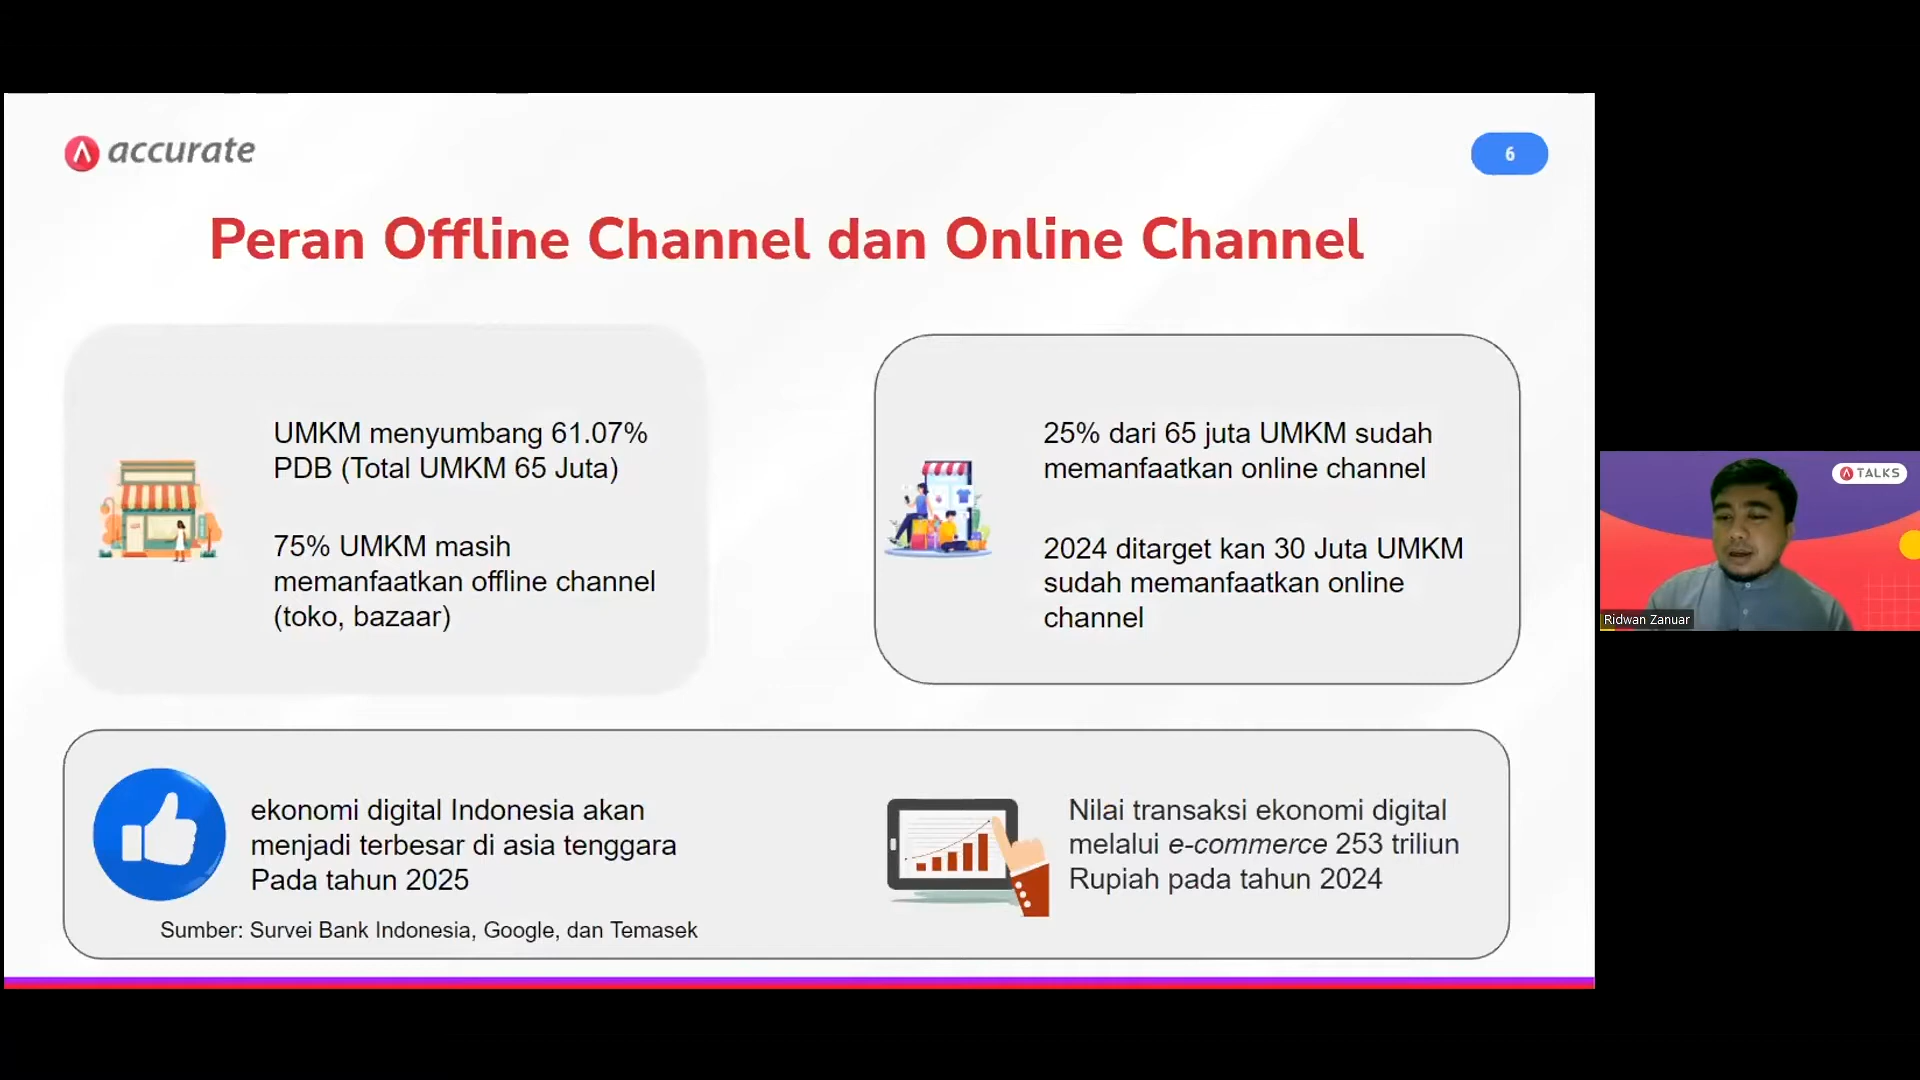 accurate
6
Peran Offline Channel dan Online Channel
UMKM menyumbang 61.07%
PDB (Total UMKM 65 Juta)
75% UMKM masih
memanfaatkan offline channel
(toko, bazaar)
25% dari 65 juta UMKM sudah
memanfaatkan online channel
2024 ditarget kan 30 Juta UMKM
sudah memanfaatkan online
channel
ekonomi digital Indonesia akan
menjadi terbesar di asia tenggara
Pada tahun 2025
Sumber: Survei Bank Indonesia, Google, dan Temasek
Nilai transaksi ekonomi digital
melalui e-commerce 253 triliun
Rupiah pada tahun 2024
TALKS
Ridwan Zanuar